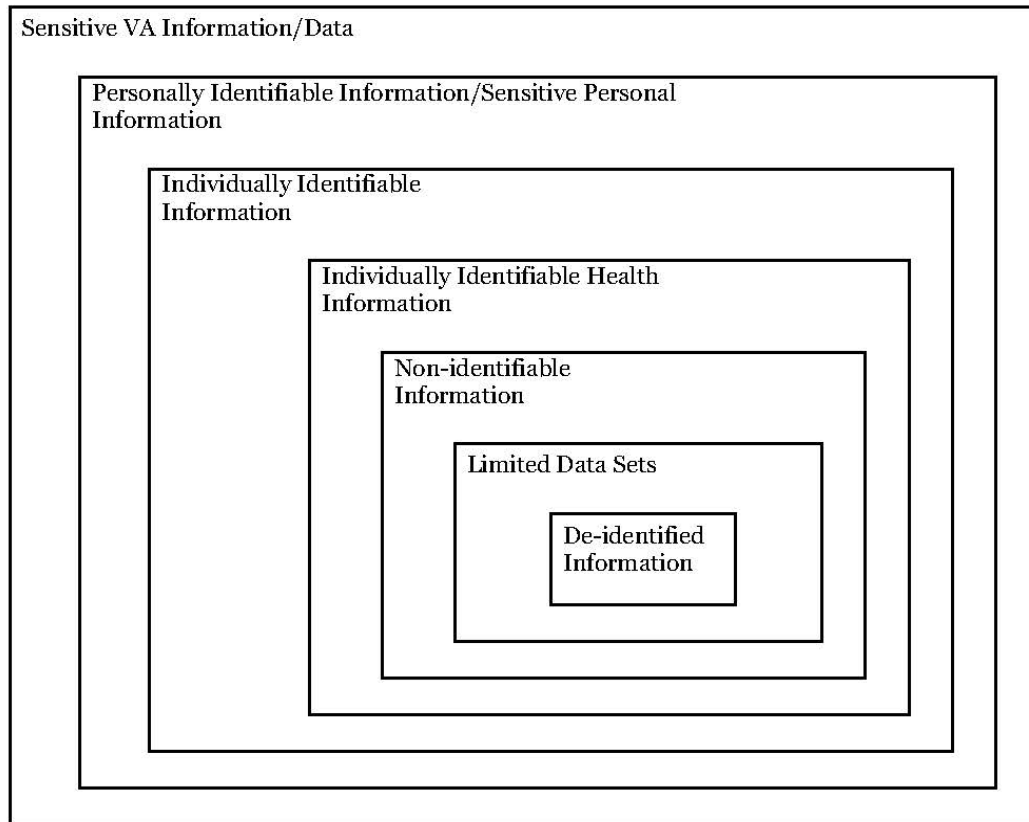 Sensitive VA Information/Data
Personally Identifiable Information/Sensitive Personal
Information
Individually Identifiable
Information
Individually Identifiable Health
Information
Non-identifiable
Information
Limited Data Sets
De-identified
Information